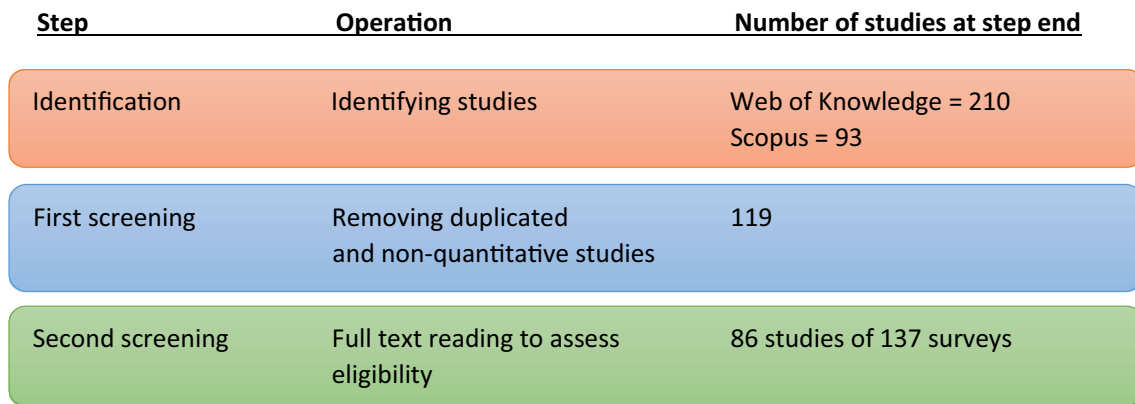 Step Operation Number of studies at step end
Identification Identifying studies Web of Knowledge = 210
Scopus = 93
First screening Removing duplicated 119
and non-quantitative studies
Second screening Full text reading to assess 86 studies of 137 surveys
eligibility